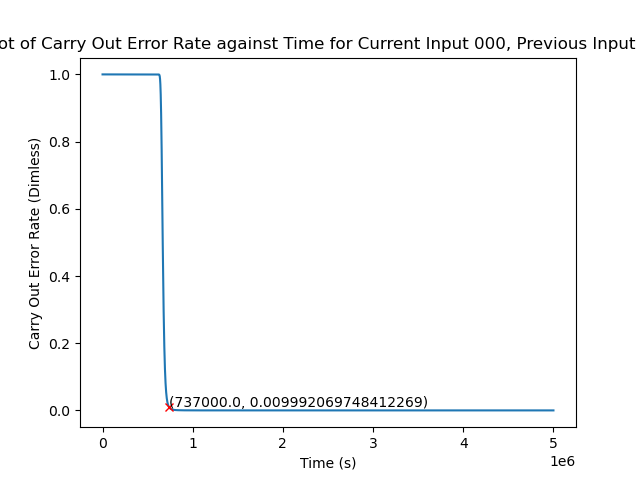 ot of Carry Out Error Rate against Time for Current Input 000, Previous Input
1.0
0.8
0.6
0.4
0.2
0.0
Carry Out Error Rate (Dimless)
(737000.0, 0.009992069748412269)
0 1 2 3 4 5
1e6
Time (s)